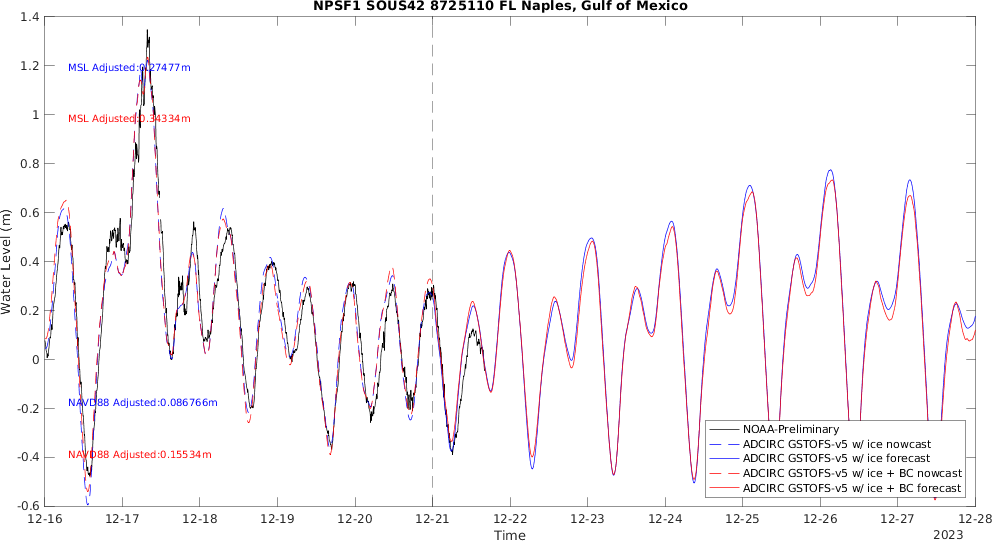 NPSF1 SOUS42 8725110 FL Naples, Gulf of Mexico
Water Level (m)
1.4
1.2
1
0.8
0.6
0.4
0.2
0
-0.2
-0.4
-0.6
MSL Adjusted:0.27477m
MSL Adjusted:0.34334m
NAVD88 Adjusted:0.086766m
NAVD88 Adjusted:0.15534m
NOAA-Preliminary
ADCIRC GSTOFS-v5 w/ ice nowcast
ADCIRC GSTOFS-v5 w/ ice forecast
ADCIRC GSTOFS-v5 w/ ice + BC nowcast
ADCIRC GSTOFS-v5 w/ ice + BC forecast
12-16 12-17 12-18 12-19 12-20 12-21 12-22 12-23 12-24 12-25 12-26 12-27 12-28
Time
2023